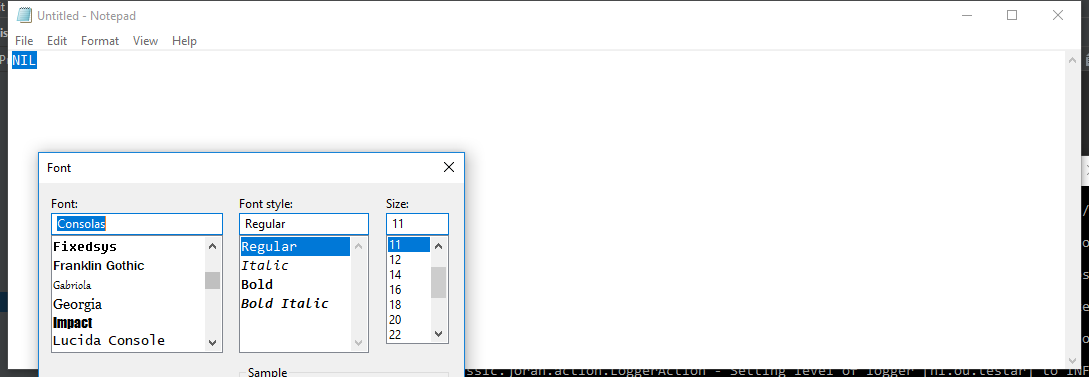 Untitled - Notepad
File Edit Format View Help
NIL
Font
Font: Font style: Size:
Consolas Regular 11
Fixedsys Regular 11
Franklin Gothic Italic 12
Gabriola Bold 14
Georgia Bold Italic 16
Impact 18
Lucida Console 20
22
Sample
ssic.joran.action.LoggerAction - Setting level of logger [nl.ou.testar] to INF